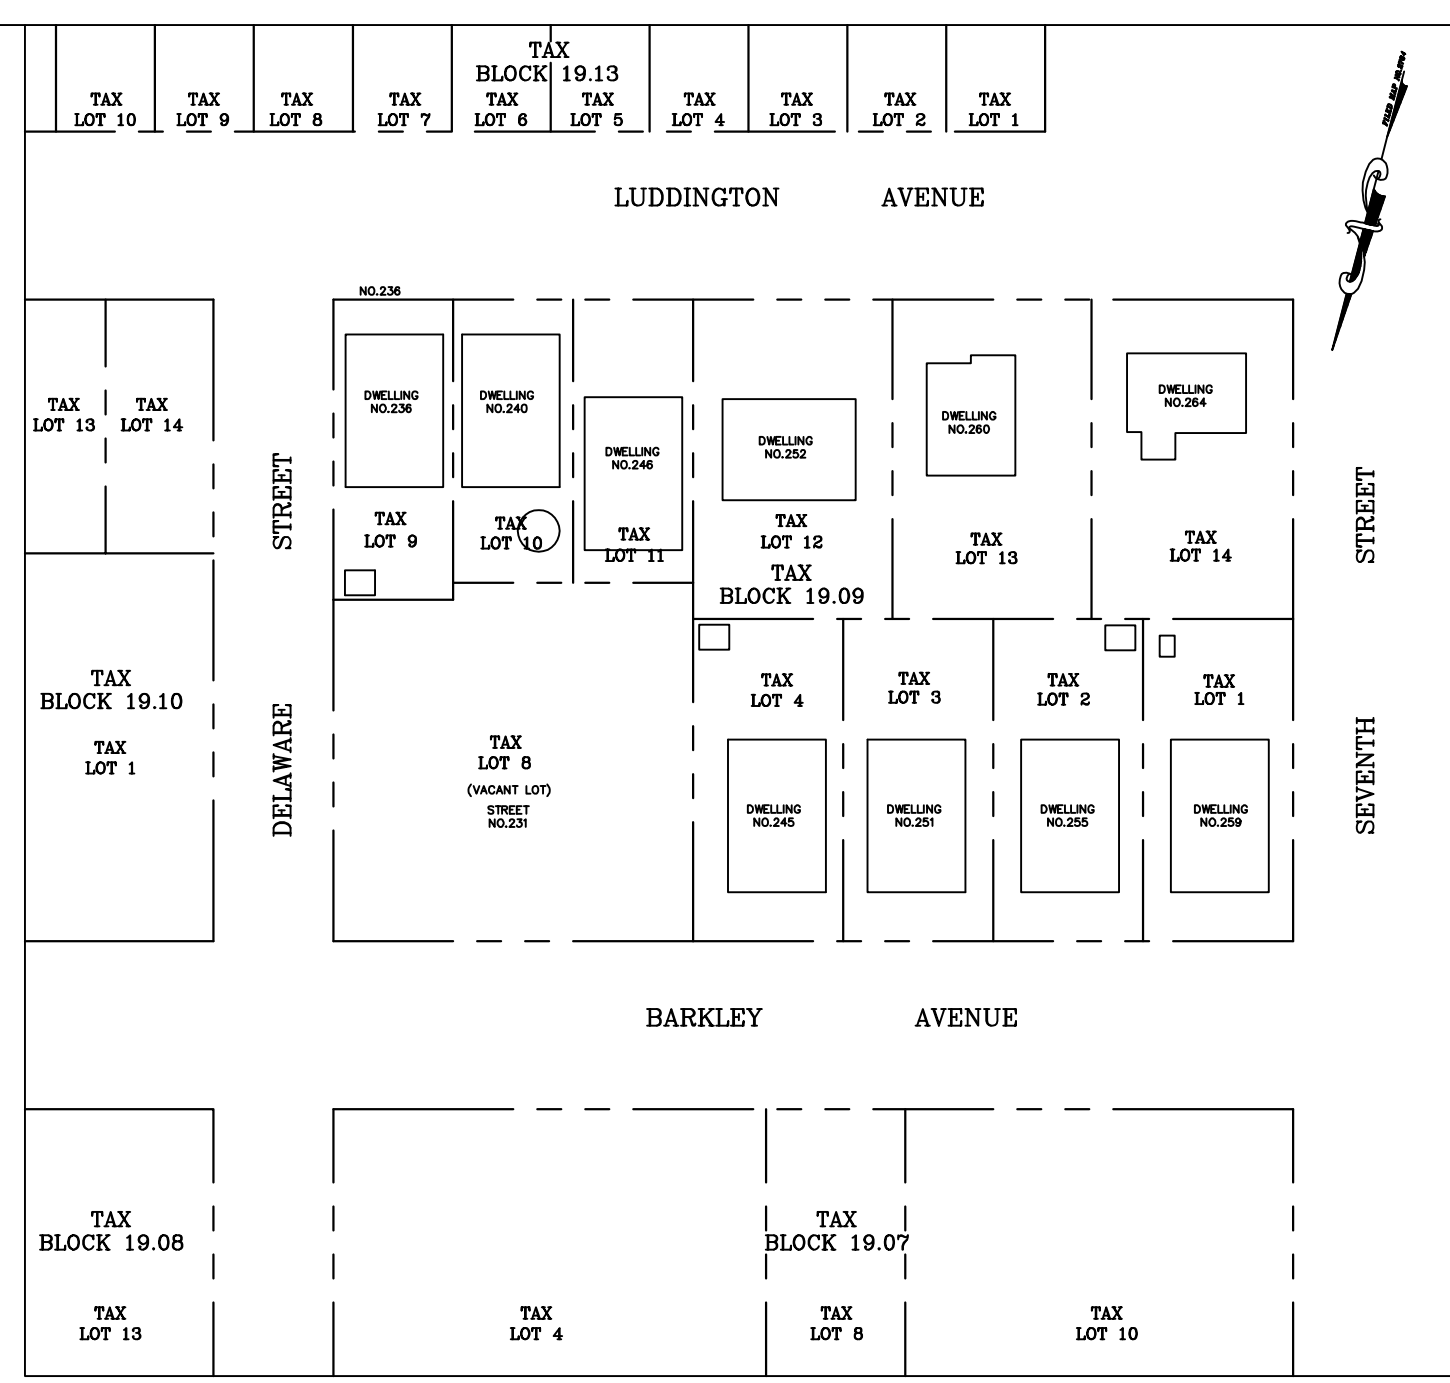 TAX
BLOCK 19.13
TAX
LOT 10
TAX
LOT 9
TAX
LOT 8
TAX
LOT 7
TAX
LOT 6
TAX
LOT 5
TAX
LOT 4
TAX
LOT 3
TAX
LOT 2
TAX
LOT 1
LUDDINGTON AVENUE
NO.236
DWELLING
NO.236
DWELLING
NO.240
DWELLING
NO.246
DWELLING
NO.252
DWELLING
NO.260
DWELLING
NO.264
TAX
LOT 13
TAX
LOT 14
TAX
LOT 9
TAX
LOT 10
TAX
LOT 11
TAX
LOT 12
TAX
BLOCK 19.09
TAX
LOT 13
TAX
LOT 14
DELAWARE STREET
SEVENTH STREET
TAX
BLOCK 19.10
TAX
LOT 1
TAX
LOT 8
(VACANT LOT)
STREET
NO.231
TAX
LOT 4
TAX
LOT 3
TAX
LOT 2
TAX
LOT 1
DWELLING
NO.245
DWELLING
NO.251
DWELLING
NO.255
DWELLING
NO.259
BARKLEY AVENUE
TAX
BLOCK 19.08
TAX
LOT 13
TAX
LOT 4
TAX
BLOCK 19.07
TAX
LOT 8
TAX
LOT 10
FILED MAP